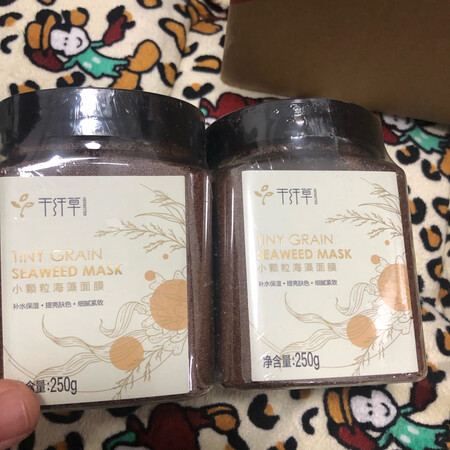 千纤草
TINY GRAIN
SEAWEED MASK
小颗粒海藻面膜
补水保湿•提亮肤色•细腻紧致
含量:250g
千纤草
TINY GRAIN
SEAWEED MASK
小颗粒海藻面膜
补水保湿•提亮肤色•细腻紧致
净含量:250g